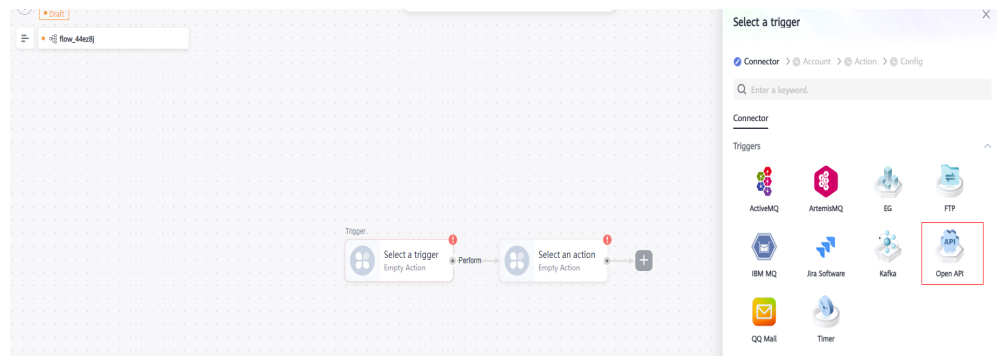 Draft
flow_44ez8j
Select a trigger
Connector
Account
Action
Config
Enter a keyword.
Connector
Triggers
ActiveMQ
ArtemisMQ
EG
FTP
IBM MQ
Jira Software
Kafka
API
Open API
QQ Mail
Timer
Trigger
Select a trigger
Empty Action
Perform
Select an action
Empty Action